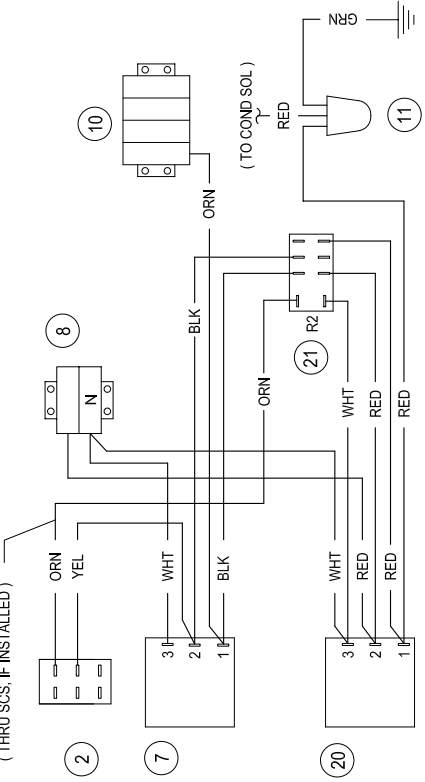 ( THRU SCS, IF INSTALLED )
2
ORN
YEL
8
N
10
7
3
2
1
WHT
BLK
BLK
ORN
ORN
( TO COND SOL )
RED
GRN
11
R2
21
20
3
2
1
WHT
RED
RED
WHT
RED
RED